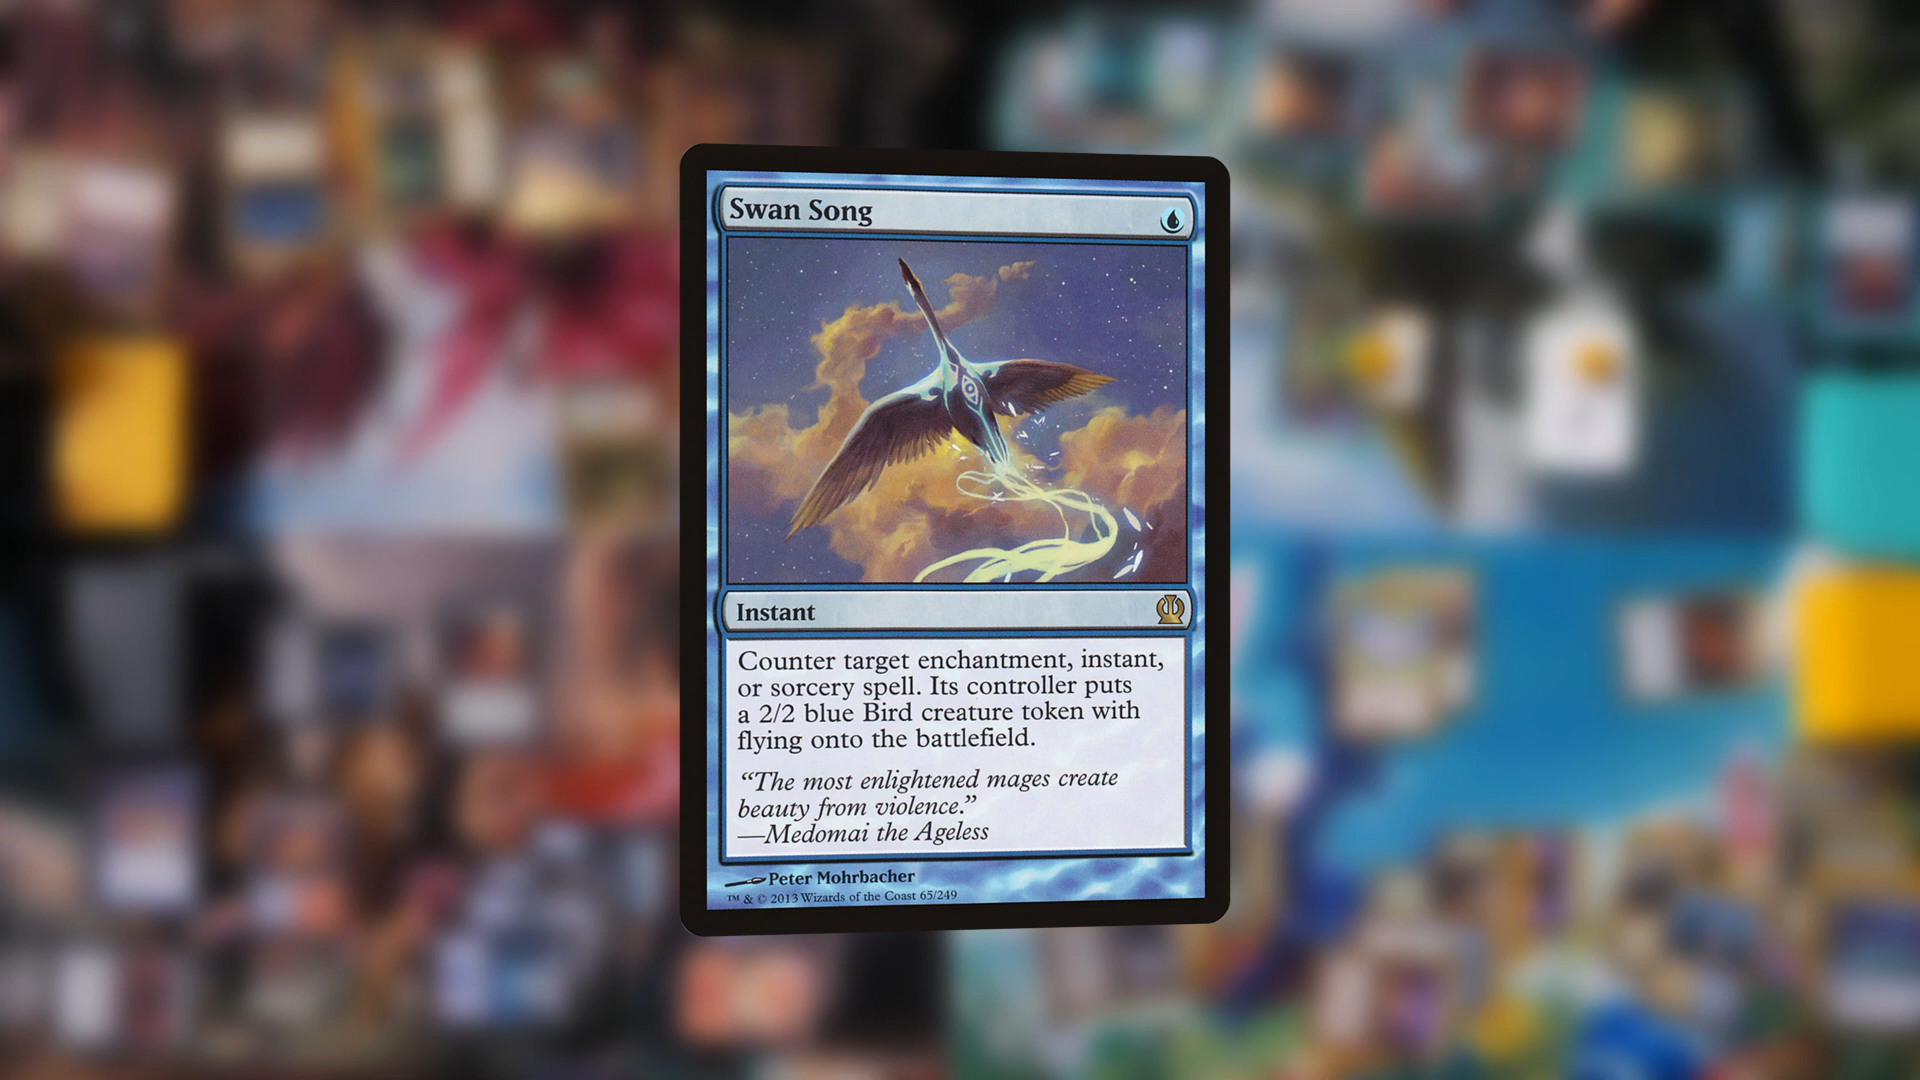 Swan Song
Instant
Counter target enchantment, instant,
or sorcery spell. Its controller puts
a 2/2 blue Bird creature token with
flying onto the battlefield.
“The most enlightened mages create
beauty from violence.”
—Medomai the Ageless
Peter Mohrbacher
™ & © 2013 Wizards of the Coast 65/249